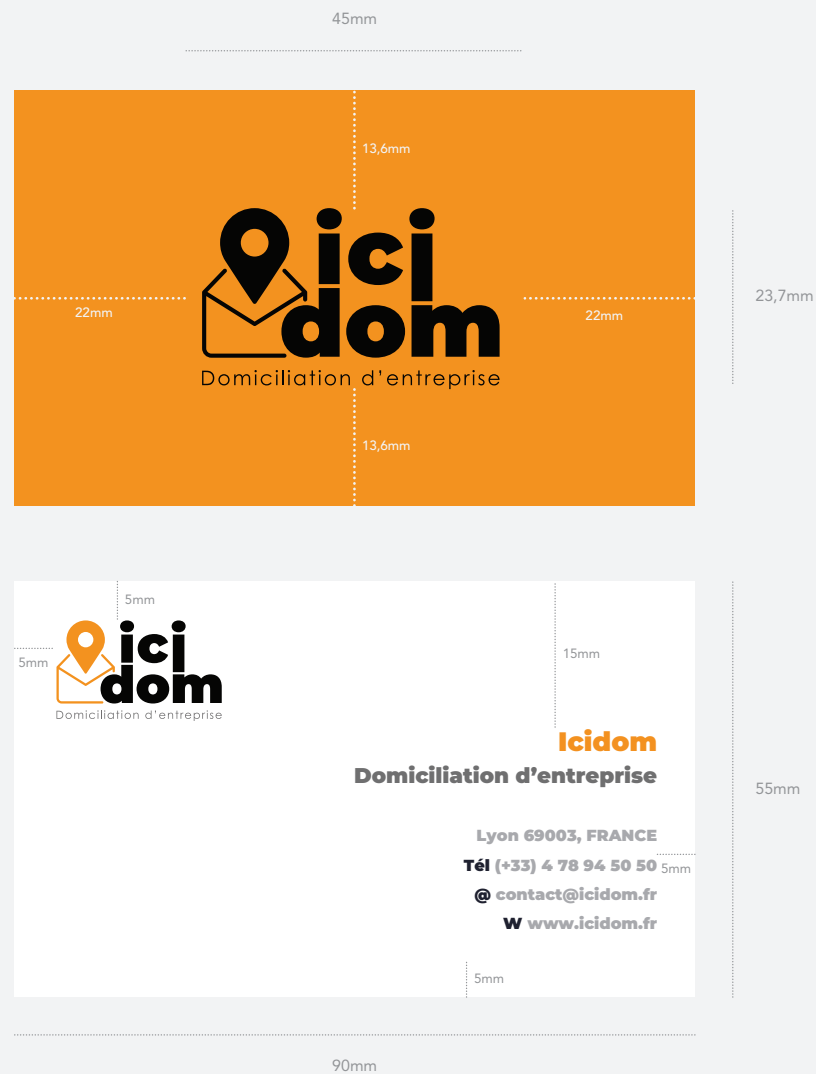 45mm
13,6mm
ici
dom
Domiciliation d'entreprise
22mm
22mm
23,7mm
13,6mm
5mm
5mm
ici
dom
Domiciliation d'entreprise
15mm
Icidom
Domiciliation d’entreprise
55mm
Lyon 69003, FRANCE
Tél (+33) 4 78 94 50 50
5mm
@ contact@icidom.fr
W www.icidom.fr
5mm
90mm